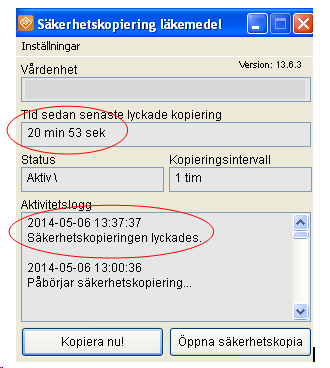 Säkerhetskopiering läkemedel
Inställningar
Vårdenhet
Version: 13.6.3
Tid sedan senaste lyckade kopiering
20 min 53 sek
Status
Kopieringsintervall
Aktiv \
1 tim
Aktivitetslogg
2014-05-06 13:37:37
Säkerhetskopieringen lyckades.
2014-05-06 13:00:36
Påbörjar säkerhetskopiering...
Kopiera nu!
Öppna säkerhetskopia